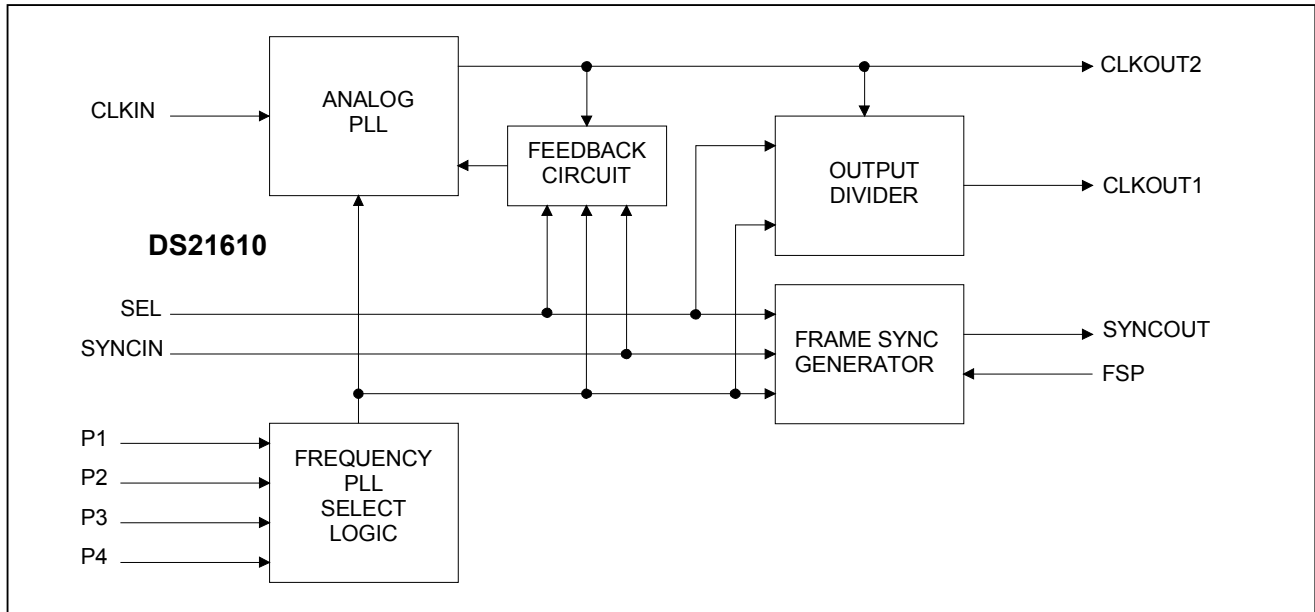 CLKIN
ANALOG
PLL
CLKOUT2
FEEDBACK
CIRCUIT
OUTPUT
DIVIDER
CLKOUT1
DS21610
SEL
SYNCIN
FRAME SYNC
GENERATOR
SYNCOUT
FSP
P1
P2
P3
P4
FREQUENCY
PLL
SELECT
LOGIC